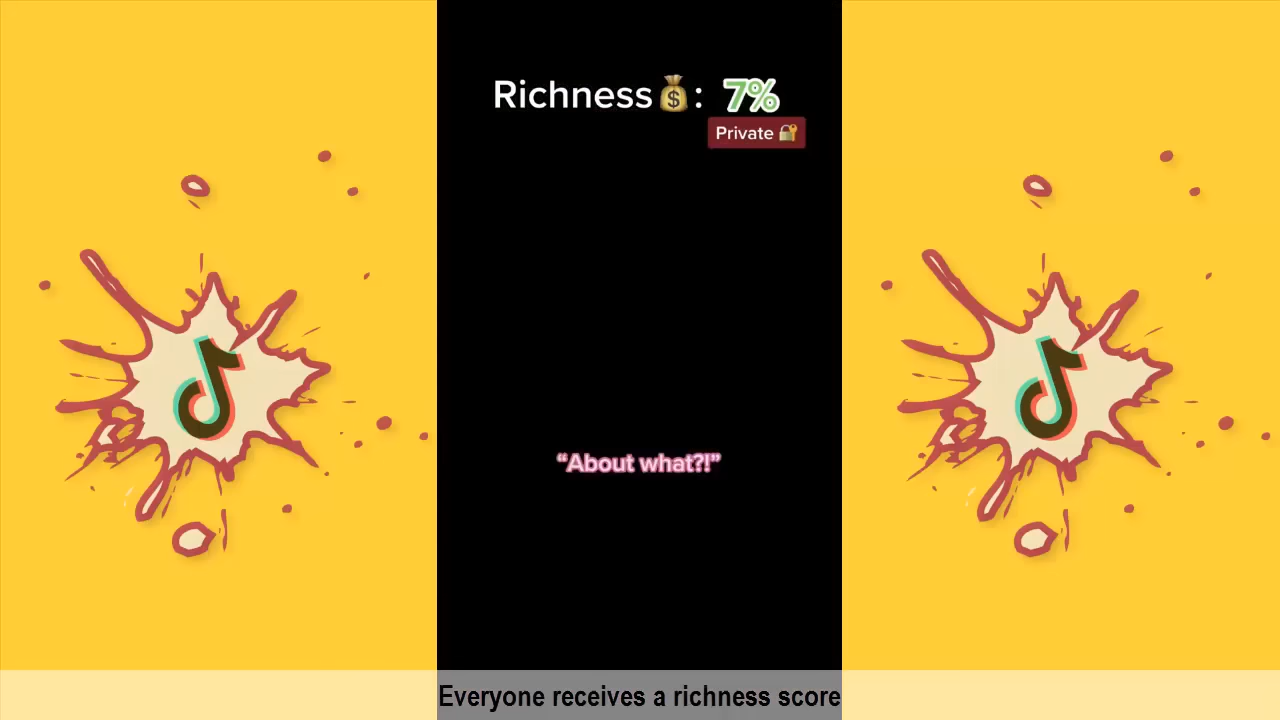 Richness💰: 7%
Private 🔐
“About what?!”
Everyone receives a richness score